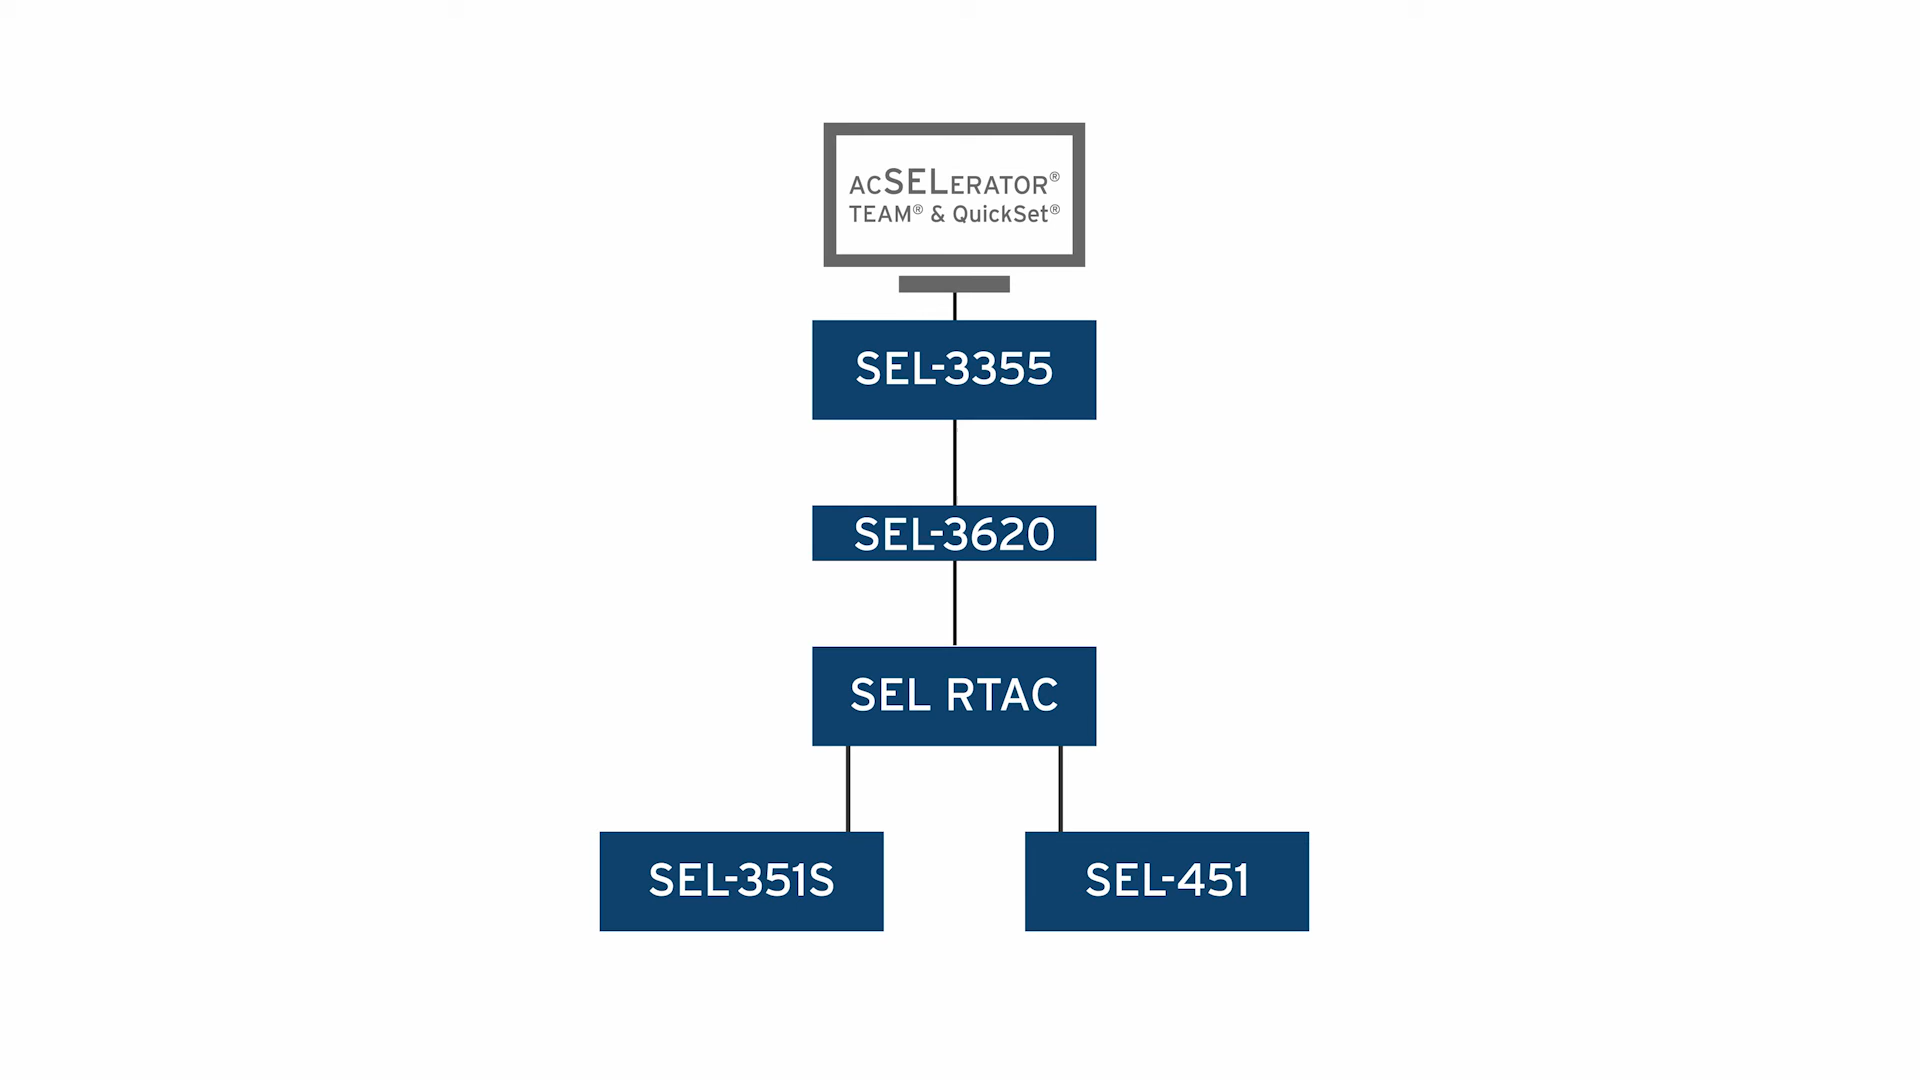 ACSELERATOR®
TEAM® & QuickSet®
SEL-3355
SEL-3620
SEL RTAC
SEL-351S
SEL-451